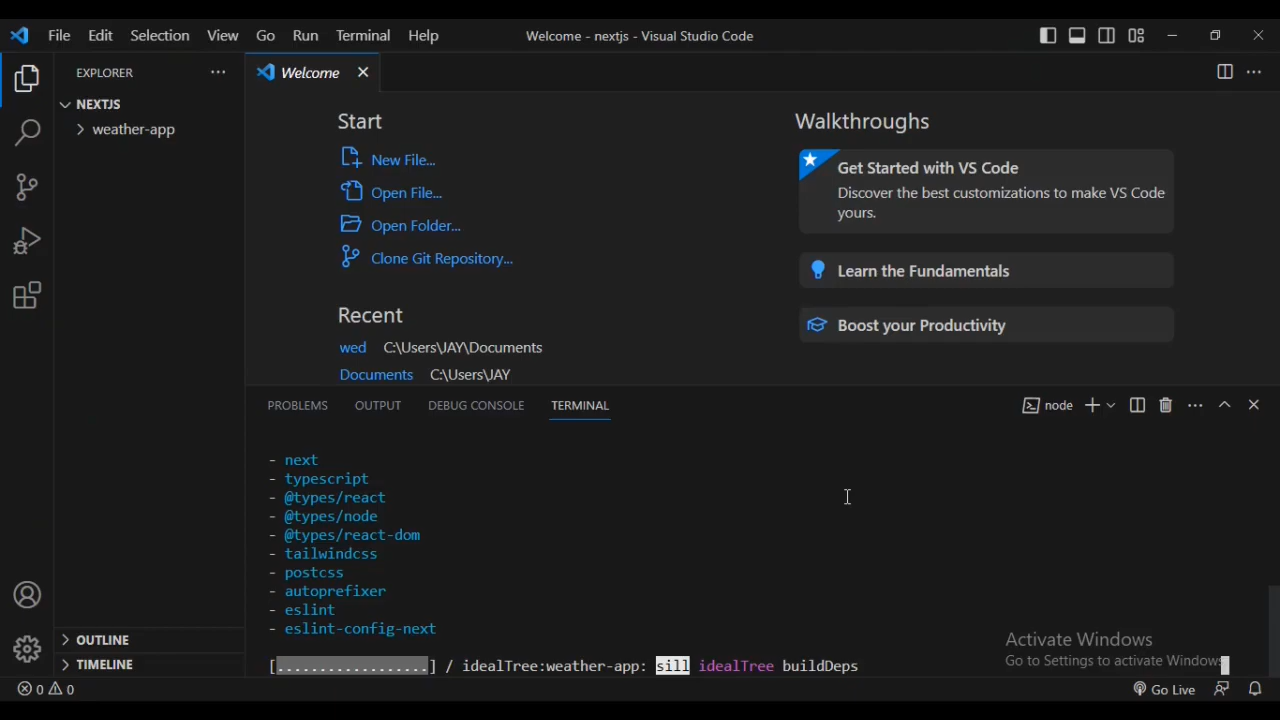 File Edit Selection View Go Run Terminal Help Welcome - nextjs - Visual Studio Code
EXPLORER
Welcome
NEXTJS
weather-app
OUTLINE
TIMELINE
Start
New File...
Open File...
Open Folder...
Clone Git Repository...
Recent
wed C:\Users\JAY\Documents
Documents C:\Users\JAY
Walkthroughs
Get Started with VS Code
Discover the best customizations to make VS Code
yours.
Learn the Fundamentals
Boost your Productivity
PROBLEMS OUTPUT DEBUG CONSOLE TERMINAL node
- next
- typescript
- @types/react
- @types/node
- @types/react-dom
- tailwindcss
- postcss
- autoprefixer
- eslint
- eslint-config-next
[..................] / idealTree:weather-app: sill idealTree buildDeps
Activate Windows
Go to Settings to activate Windows
0 0 Go Live